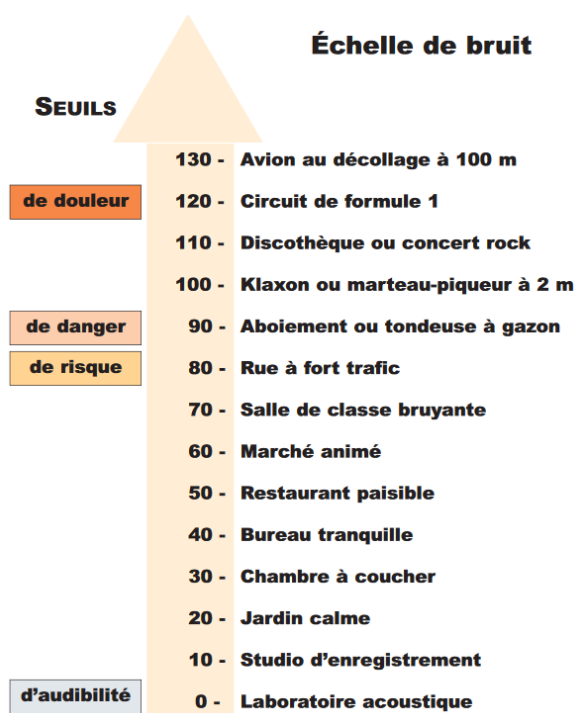 Échelle de bruit
SEUILS
130 - Avion au décollage à 100 m
de douleur 120 - Circuit de formule 1
110 - Discothèque ou concert rock
100 - Klaxon ou marteau-piqueur à 2 m
de danger 90 - Aboiement ou tondeuse à gazon
de risque 80 - Rue à fort trafic
70 - Salle de classe bruyante
60 - Marché animé
50 - Restaurant paisible
40 - Bureau tranquille
30 - Chambre à coucher
20 - Jardin calme
10 - Studio d'enregistrement
d'audibilité 0 - Laboratoire acoustique